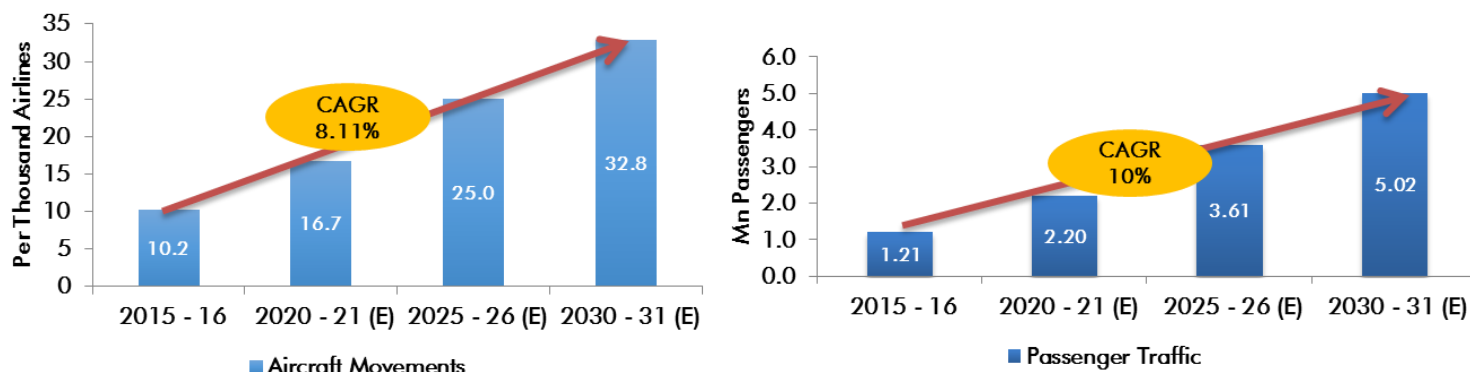 Per Thousand Airlines
35
30
25
20
15
10
5
0
CAGR
8.11%
10.2
16.7
25.0
32.8
2015 - 16
2020 - 21 (E)
2025 - 26 (E)
2030 - 31 (E)
Aircraft Movements
Mn Passengers
6.0
5.0
4.0
3.0
2.0
1.0
0.0
CAGR
10%
1.21
2.20
3.61
5.02
2015 - 16
2020 - 21 (E)
2025 - 26 (E)
2030 - 31 (E)
Passenger Traffic